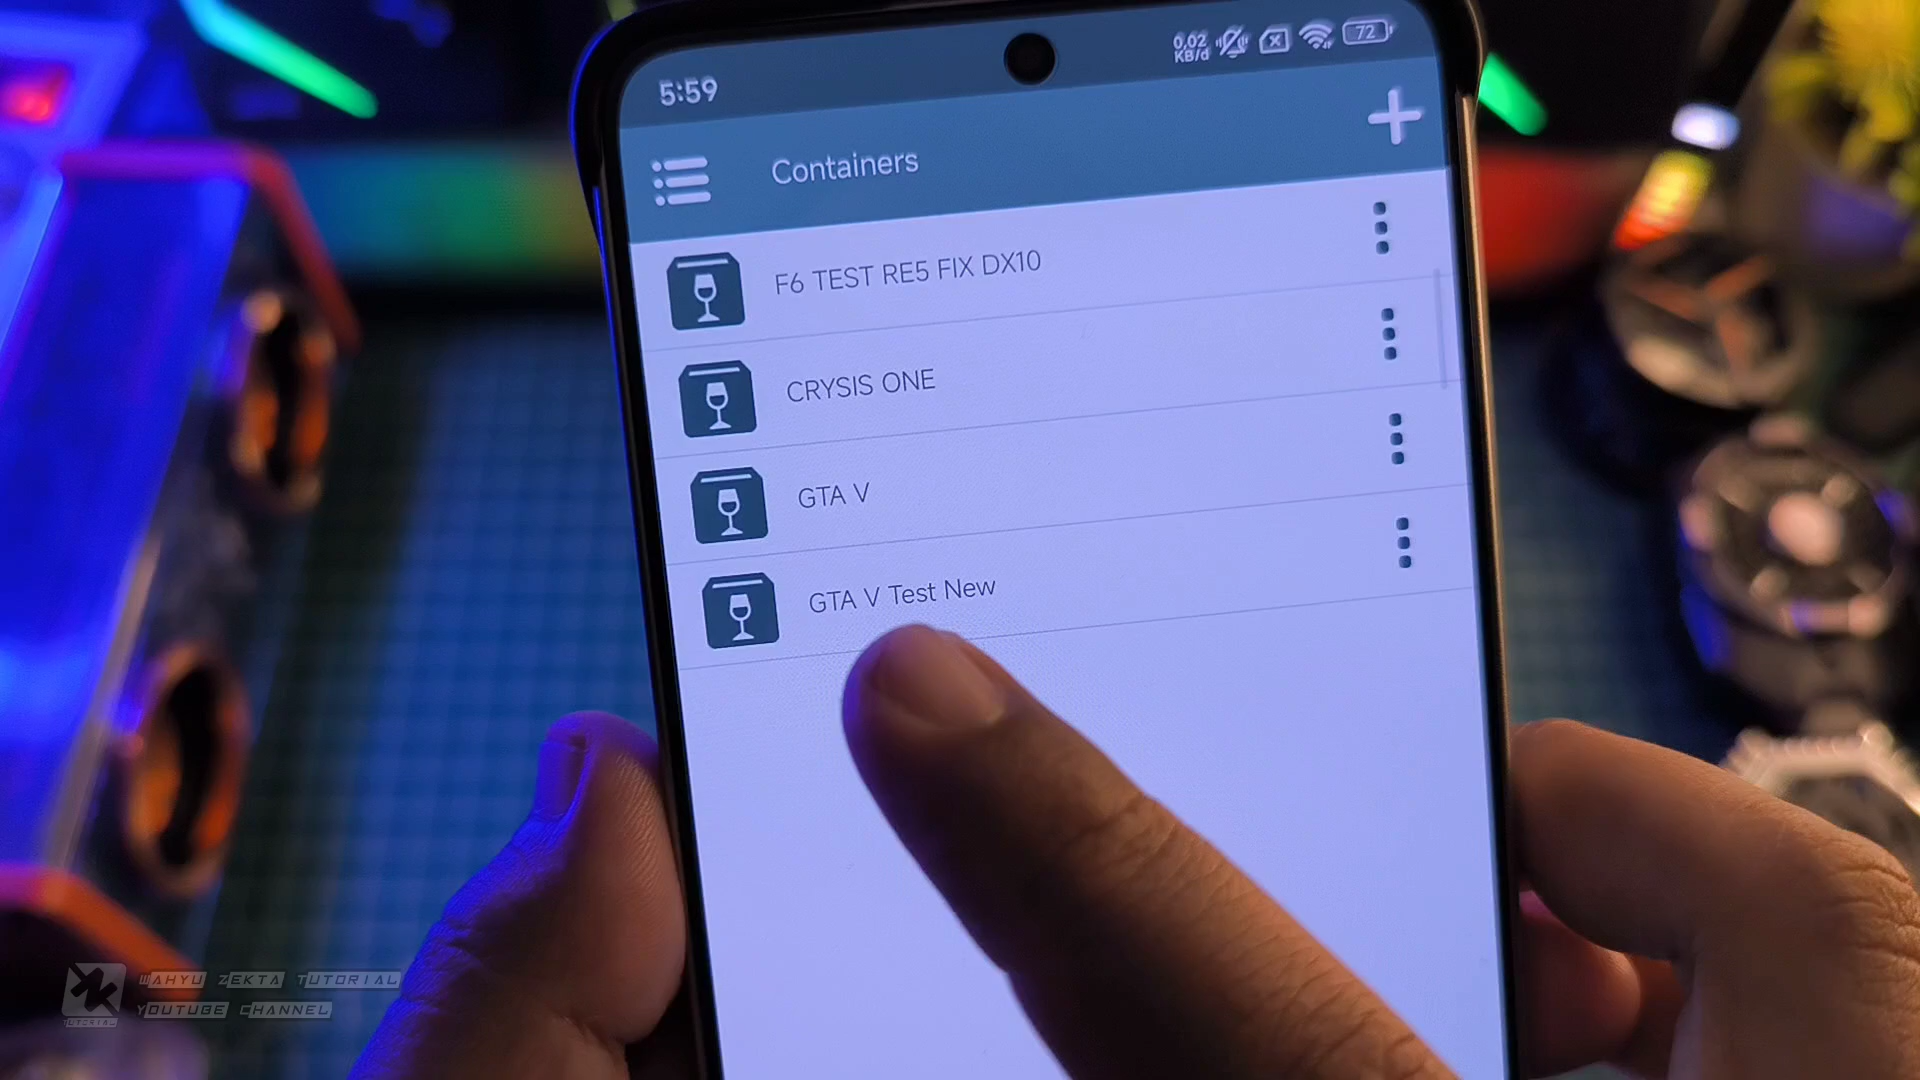 5:59
0,02
KB/d
72
Containers
F6 TEST RE5 FIX DX10
CRYSIS ONE
GTA V
GTA V Test New
WAHYU ZEKTA TUTORIAL
YOUTUBE CHANNEL
TUTORIAL